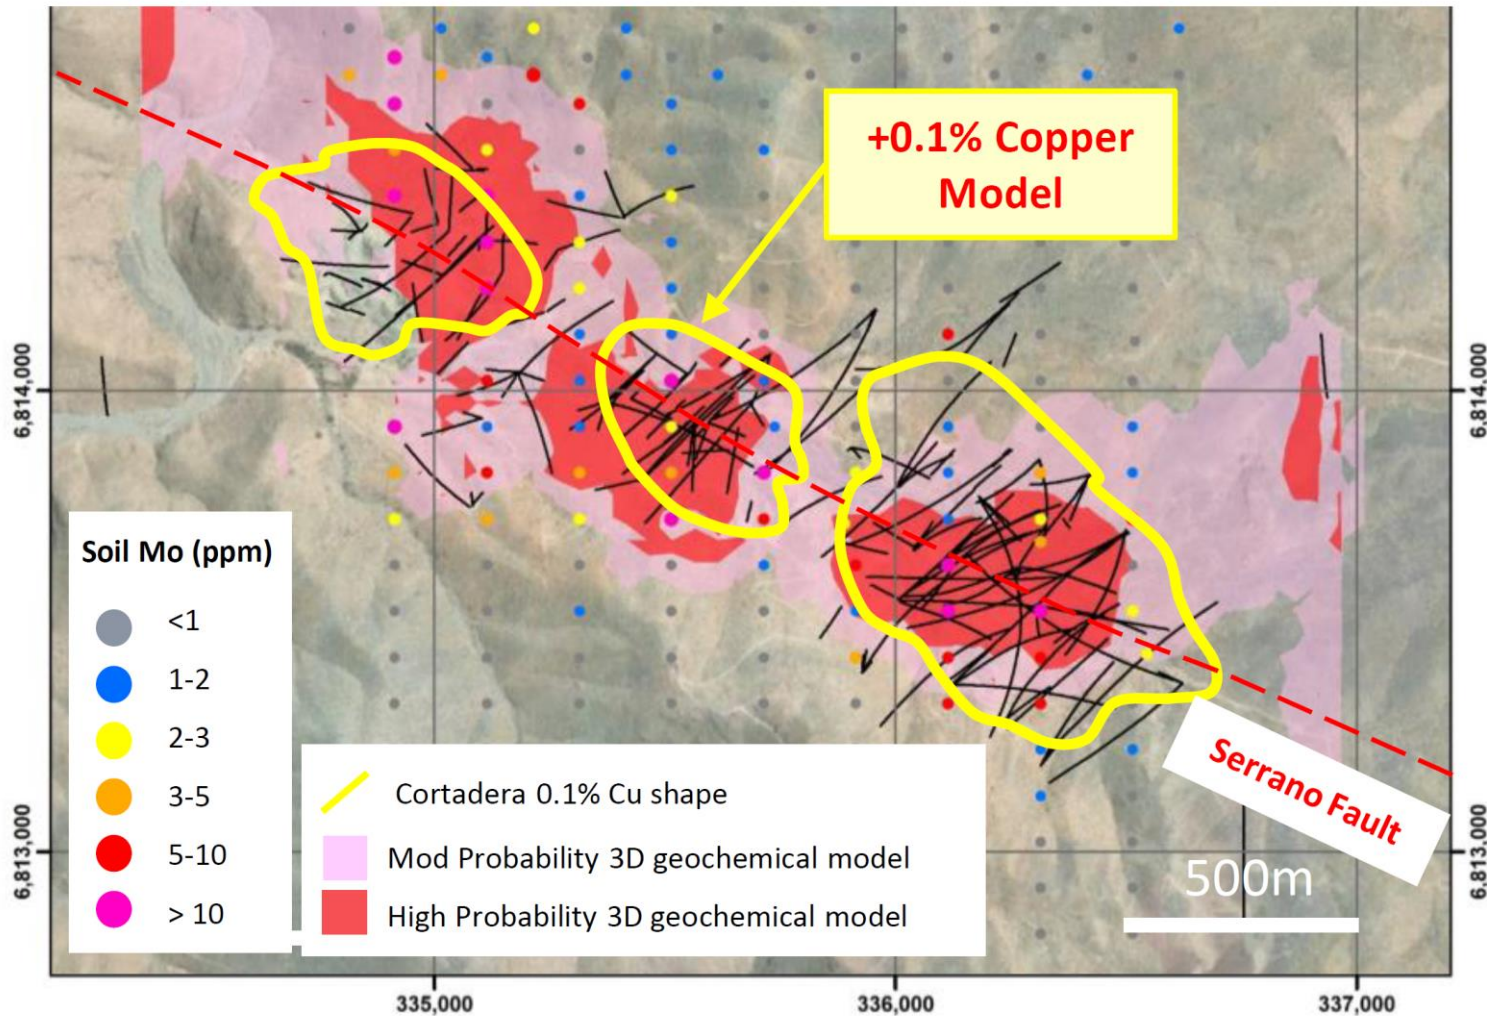 +0.1% Copper
Model
6,814,000
6,814,000
Soil Mo (ppm)
<1
1-2
2-3
3-5
5-10
> 10
Cortadera 0.1% Cu shape
Mod Probability 3D geochemical model
High Probability 3D geochemical model
Serrano Fault
500m
6,813,000
6,813,000
335,000
336,000
337,000